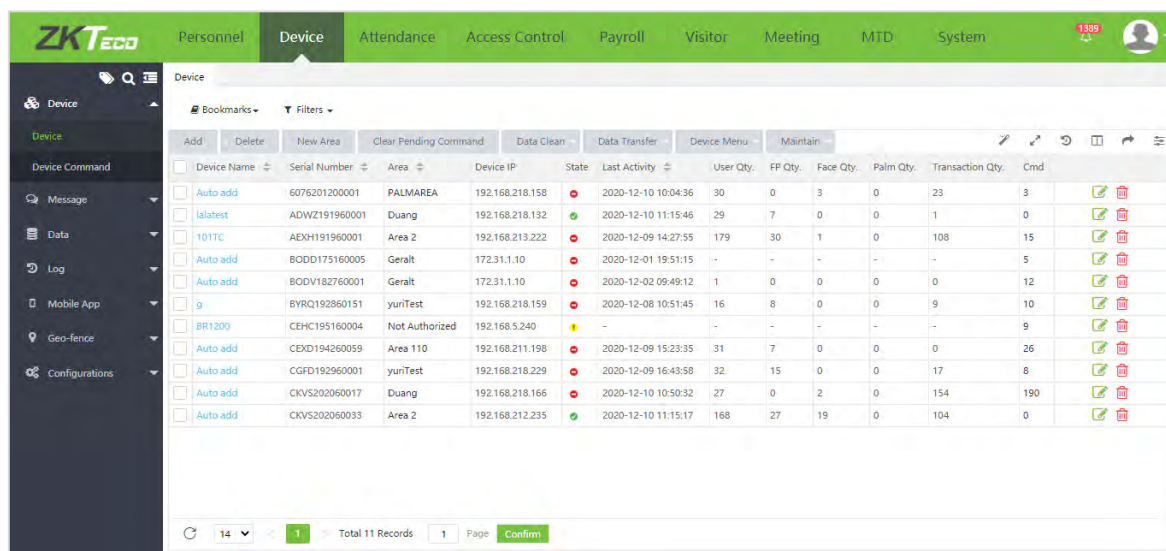 ZKTeco Personnel Device Attendance Access Control Payroll Visitor Meeting MTD System 1389
Device
Device
Bookmarks Filters
Device
Add Delete New Area Clear Pending Command Data Clean Data Transfer Device Menu Maintain
Device Command
Device Name Serial Number Area Device IP State Last Activity User Qty. FP Qty. Face Qty. Palm Qty. Transaction Qty. Cmd
Auto add 6076201200001 PALMAREA 192.168.218.158 2020-12-10 10:04:36 30 0 3 0 23 3
Message
lalatest ADWZ191960001 Duang 192.168.218.132 2020-12-10 11:15:46 29 7 0 0 1 0
Data
101TC AEXH191960001 Area 2 192.168.213.222 2020-12-09 14:27:55 179 30 1 0 108 15
Auto add BODD175160005 Geralt 172.31.1.10 2020-12-01 19:51:15 - - - - - 5
Log
Auto add BODV182760001 Geralt 172.31.1.10 2020-12-02 09:49:12 1 0 0 0 0 12
Mobile App
g BYRQ192860151 yuriTest 192.168.218.159 2020-12-08 10:51:45 16 8 0 0 9 10
BR1200 CEHC195160004 Not Authorized 192.168.5.240 - - - - - - 9
Geo-fence
Auto add CEXD194260059 Area 110 192.168.211.198 2020-12-09 15:23:35 31 7 0 0 0 26
Configurations
Auto add CGFD192960001 yuriTest 192.168.218.229 2020-12-09 16:43:58 32 15 0 0 17 8
Auto add CKVS202060017 Duang 192.168.218.166 2020-12-10 10:50:32 27 0 2 0 154 190
Auto add CKVS202060033 Area 2 192.168.212.235 2020-12-10 11:15:17 168 27 19 0 104 0
14 < 1 > Total 11 Records 1 Page Confirm